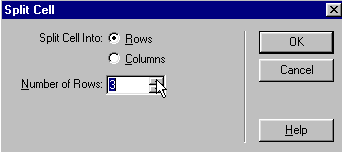 Split Cell
Split Cell Into: Rows
Columns
Number of Rows: 3
OK
Cancel
Help